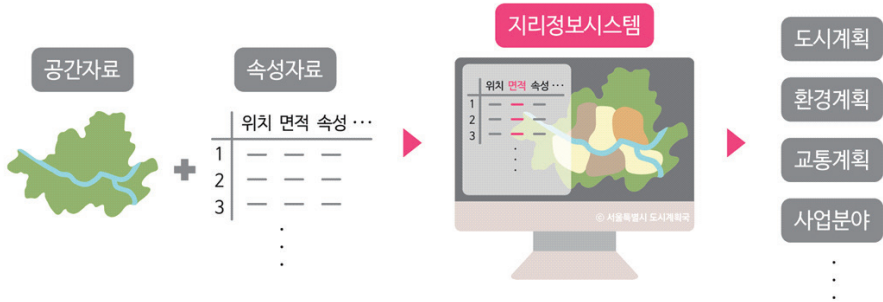 공간자료
속성자료
위치 면적 속성 ···
1
2
3
지리정보시스템
위치 면적 속성 ···
1
2
3
ⓒ 서울특별시 도시계획국
도시계획
환경계획
교통계획
사업분야